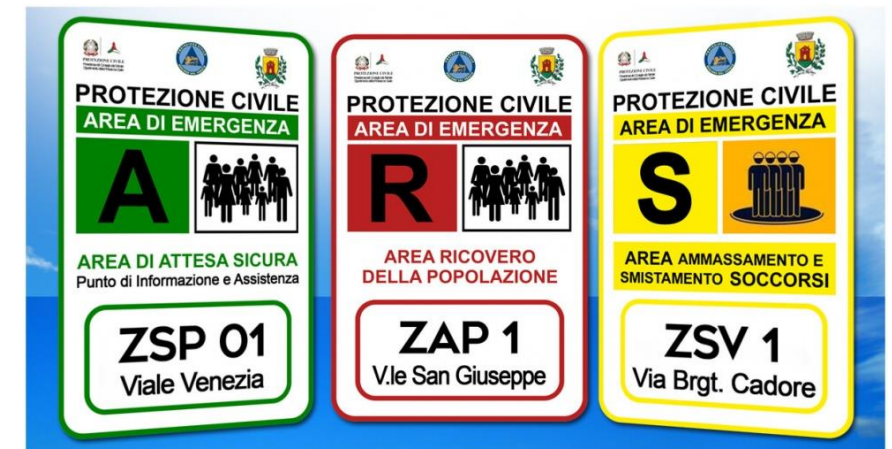 PROTEZIONE CIVILE
AREA DI EMERGENZA
A
AREA DI ATTESA SICURA
Punto di Informazione e Assistenza
ZSP 01
Viale Venezia
PROTEZIONE CIVILE
AREA DI EMERGENZA
R
AREA RICOVERO
DELLA POPOLAZIONE
ZAP 1
V.le San Giuseppe
PROTEZIONE CIVILE
AREA DI EMERGENZA
S
AREA AMMASSAMENTO E
SMISTAMENTO SOCCORSI
ZSV 1
Via Brgt. Cadore